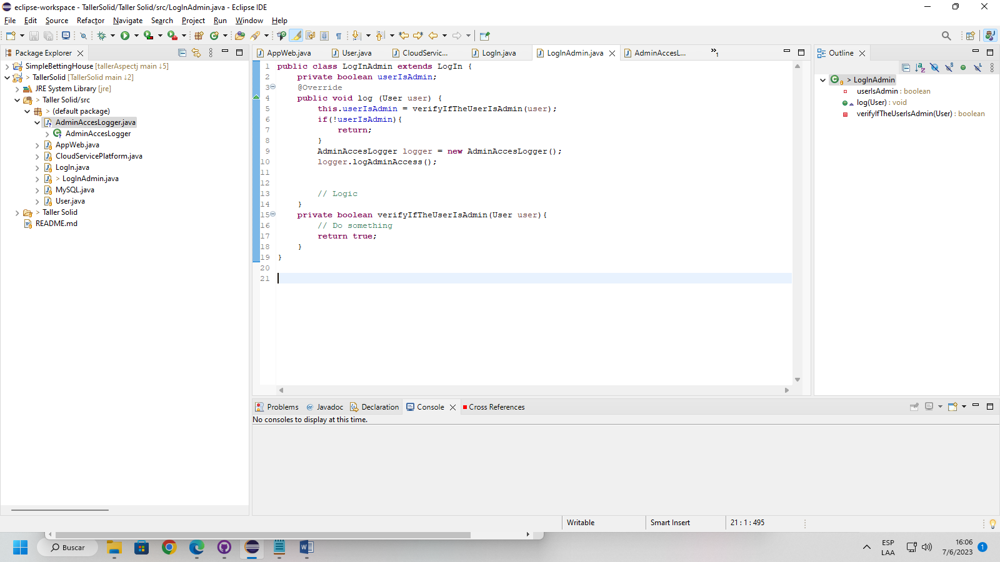 eclipse-workspace - TallerSolid/Taller Solid/src/LogInAdmin.java - Eclipse IDE
File Edit Source Refactor Navigate Search Project Run Window Help
Package Explorer
SimpleBettingHouse [tallerAspectj main ↓5]
> TallerSolid [TallerSolid main ↓2]
JRE System Library [jre]
> Taller Solid/src
> (default package)
AdminAccesLogger.java
AdminAccesLogger
AppWeb.java
CloudServicePlatform.java
LogIn.java
> LogInAdmin.java
MySQL.java
User.java
> Taller Solid
README.md
AppWeb.java User.java CloudServic... LogIn.java LogInAdmin.java AdminAccesL... »1
1 public class LogInAdmin extends LogIn {
2 private boolean userIsAdmin;
3 @Override
4 public void log (User user) {
5 this.userIsAdmin = verifyIfTheUserIsAdmin(user);
6 if(!userIsAdmin){
7 return;
8 }
9 AdminAccesLogger logger = new AdminAccesLogger();
10 logger.logAdminAccess();
11
12
13 // Logic
14 }
15 private boolean verifyIfTheUserIsAdmin(User user){
16 // Do something
17 return true;
18 }
19 }
20
21
Outline
> LogInAdmin
userIsAdmin : boolean
log(User) : void
verifyIfTheUserIsAdmin(User) : boolean
Problems @ Javadoc Declaration Console Cross References
No consoles to display at this time.
Writable Smart Insert 21 : 1 : 495
Buscar
ESP
LAA
16:06
7/6/2023
1